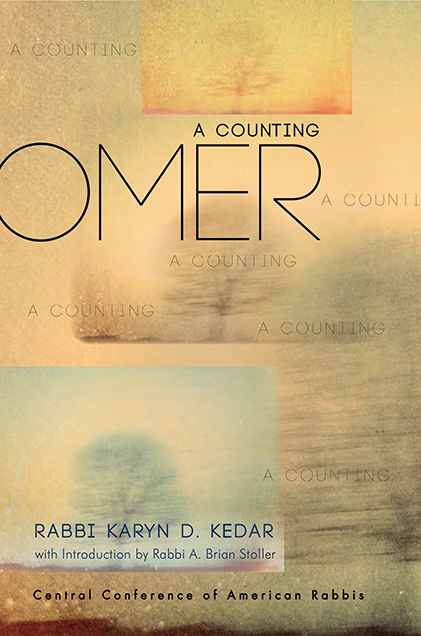 A COUNTING
A COUNTING
OMER
A COUNTI
A COUNTING
A COUNTING
A COUNTING
A COUNTING
RABBI KARYN D. KEDAR
with Introduction by Rabbi A. Brian Stoller
Central Conference of American Rabbis